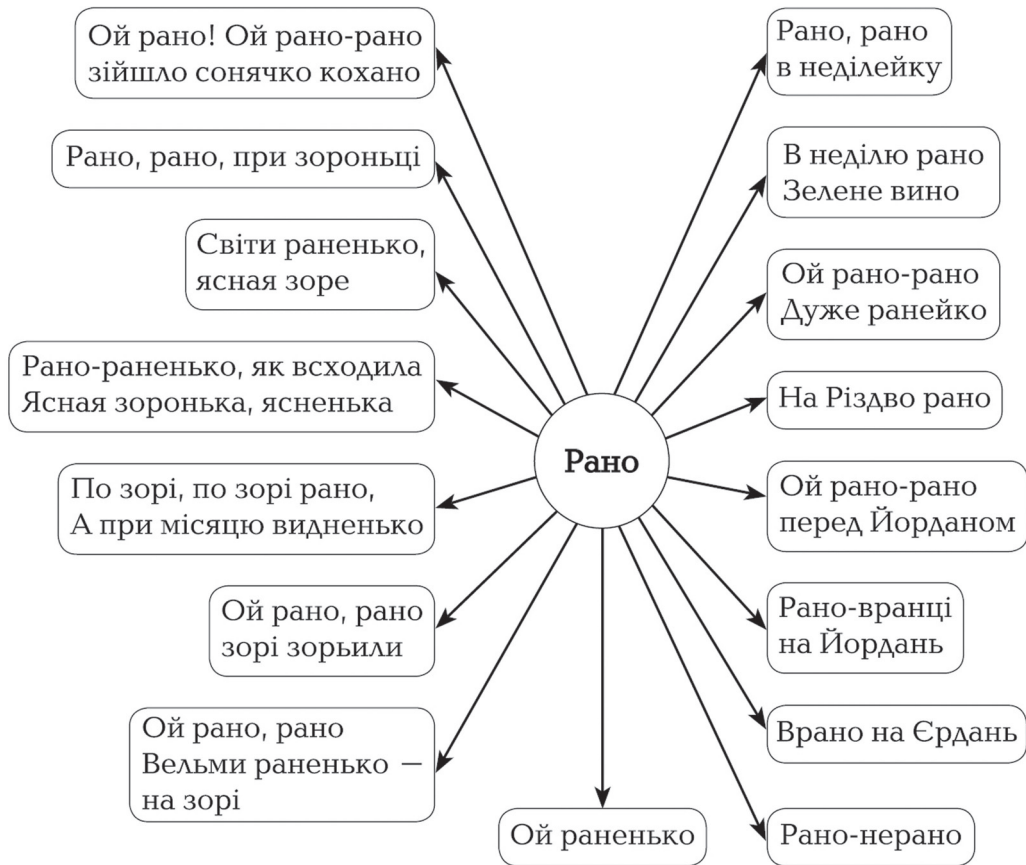 Ой рано! Ой рано-рано
зійшло сонячко кохано
Рано, рано, при зороньці
Світи раненько,
ясная зоре
Рано-раненько, як всходила
Ясная зоронька, ясненька
По зорі, по зорі рано,
А при місяцю видненько
Ой рано, рано
зорі зорьили
Ой рано, рано
Вельми раненько —
на зорі
Рано
Ой раненько
Рано, рано
в неділейку
В неділю рано
Зелене вино
Ой рано-рано
Дуже ранейко
На Різдво рано
Ой рано-рано
перед Йорданом
Рано-вранці
на Йордань
Врано на Єрдань
Рано-нерано